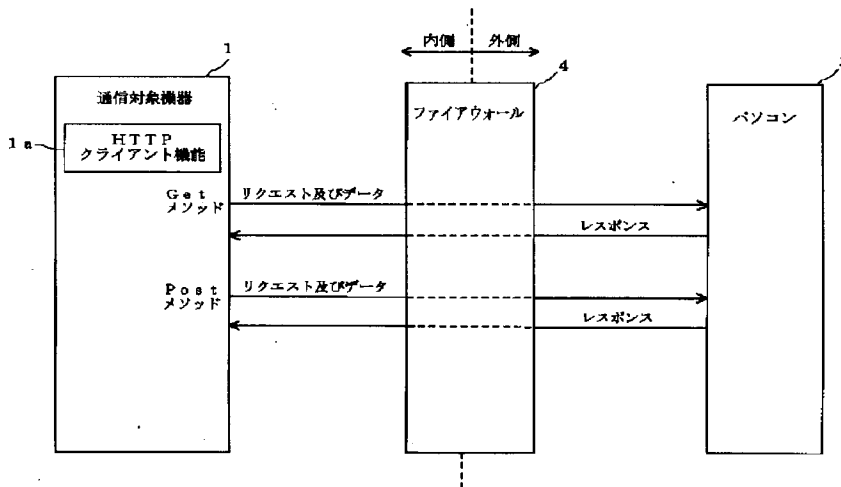 内側 外側
1
4
通信対象機器
ファイアウォール
パソコン
1a
HTTP
クライアント機能
Get
メソッド
リクエスト及びデータ
レスポンス
Post
メソッド
リクエスト及びデータ
レスポンス